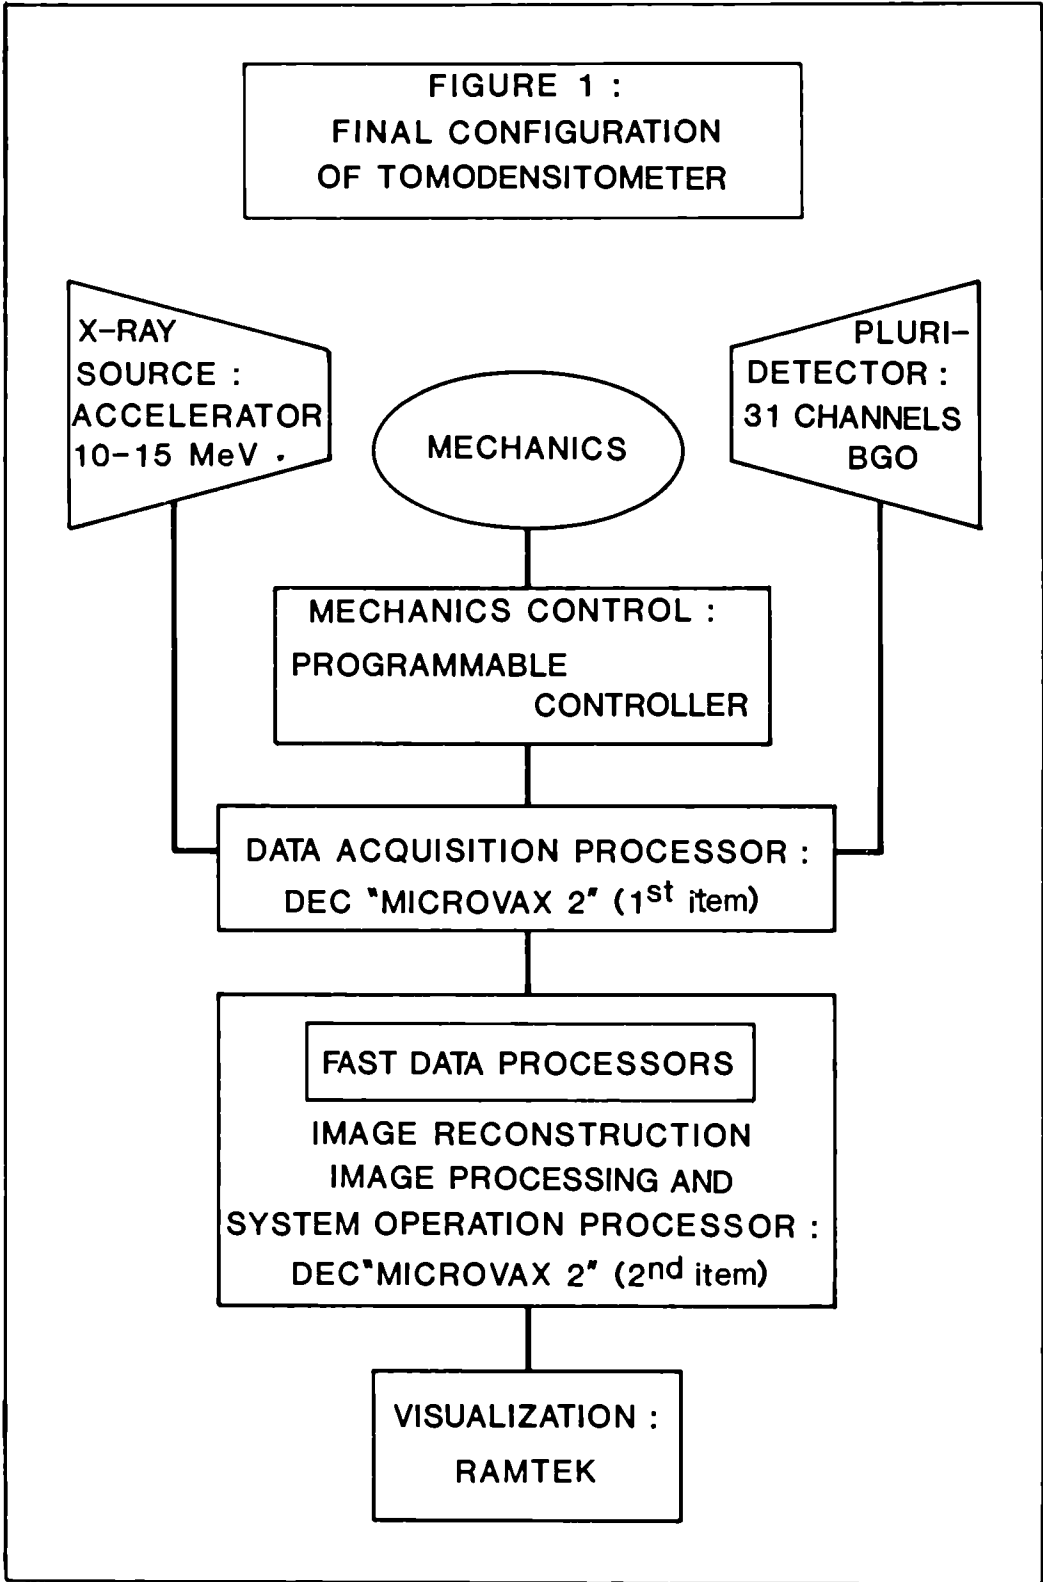 FIGURE 1 :
FINAL CONFIGURATION
OF TOMODENSITOMETER
X-RAY
SOURCE :
ACCELERATOR
10-15 MeV .
MECHANICS
PLURI-
DETECTOR :
31 CHANNELS
BGO
MECHANICS CONTROL :
PROGRAMMABLE
CONTROLLER
DATA ACQUISITION PROCESSOR :
DEC "MICROVAX 2" (1st item)
FAST DATA PROCESSORS
IMAGE RECONSTRUCTION
IMAGE PROCESSING AND
SYSTEM OPERATION PROCESSOR :
DEC"MICROVAX 2" (2nd item)
VISUALIZATION :
RAMTEK